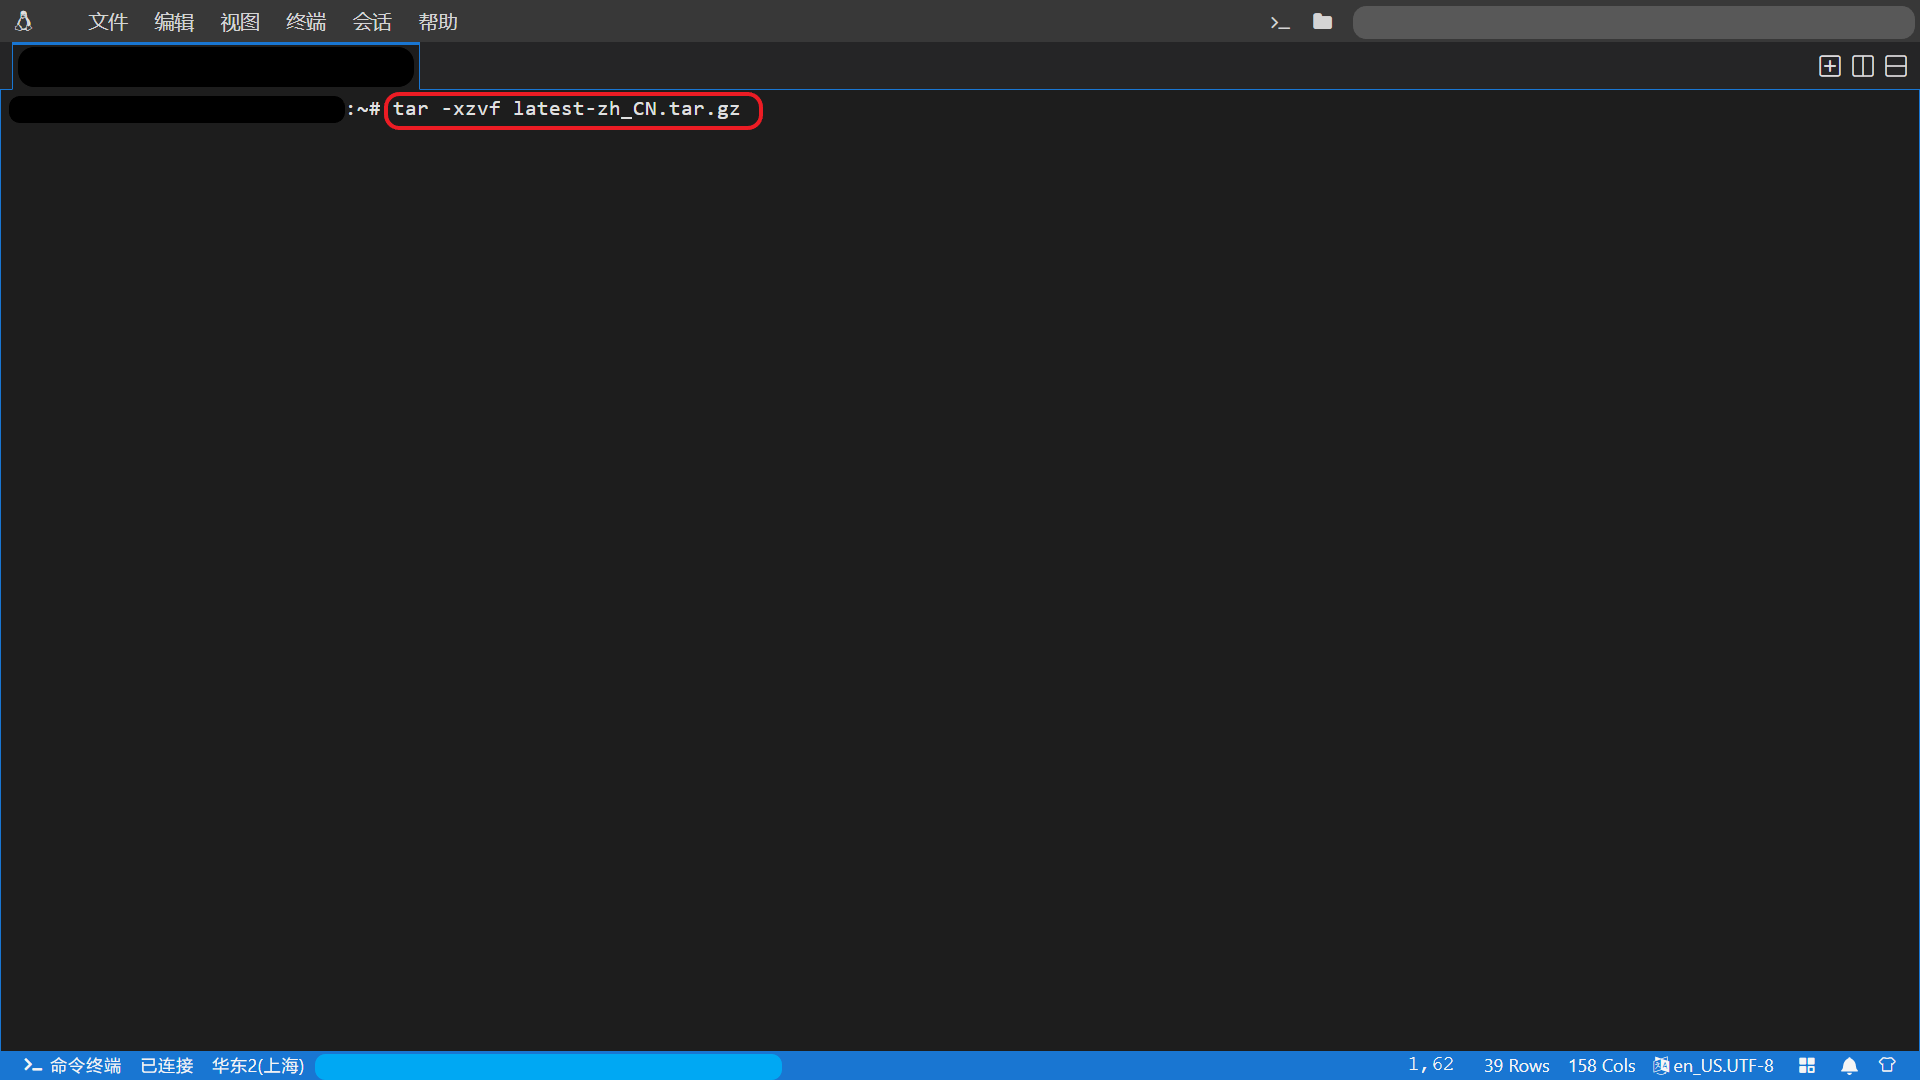 文件 编辑 视图 终端 会话 帮助
:~# tar -xzvf latest-zh_CN.tar.gz
命令终端 已连接 华东2(上海) 1,62 39 Rows 158 Cols en_US.UTF-8